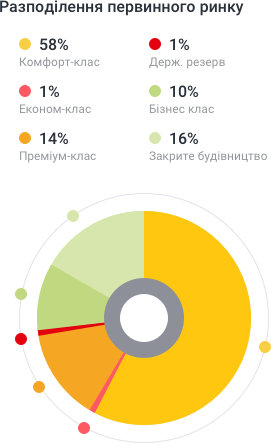 Розподілення первинного ринку
58%
Комфорт-клас
1%
Держ. резерв
1%
Економ-клас
10%
Бізнес клас
14%
Преміум-клас
16%
Закрите будівництво